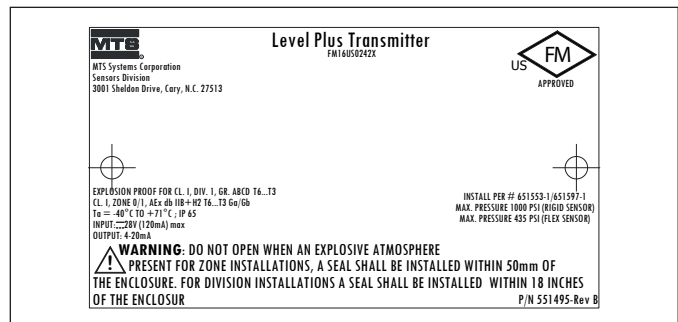 MTS
Level Plus Transmitter
FM16US0242X
MTS Systems Corporation
Sensors Division
3001 Sheldon Drive, Cary, N.C. 27513
US FM
APPROVED
EXPLOSION PROOF FOR CL. I, DIV. 1, GR. ABCD T6...T3
CL. I, ZONE 0/1, AEx db IIB+H2 T6...T3 Ga/Gb
Ta = -40°C TO +71°C ; IP 65
INPUT:⎓28V (120mA) max
OUTPUT: 4-20mA
INSTALL PER # 651553-1/651597-1
MAX. PRESSURE 1000 PSI (RIGID SENSOR)
MAX. PRESSURE 435 PSI (FLEX SENSOR)
WARNING: DO NOT OPEN WHEN AN EXPLOSIVE ATMOSPHERE
PRESENT FOR ZONE INSTALLATIONS, A SEAL SHALL BE INSTALLED WITHIN 50mm OF
THE ENCLOSURE. FOR DIVISION INSTALLATIONS A SEAL SHALL BE INSTALLED WITHIN 18 INCHES
OF THE ENCLOSUR
P/N 551495-Rev B